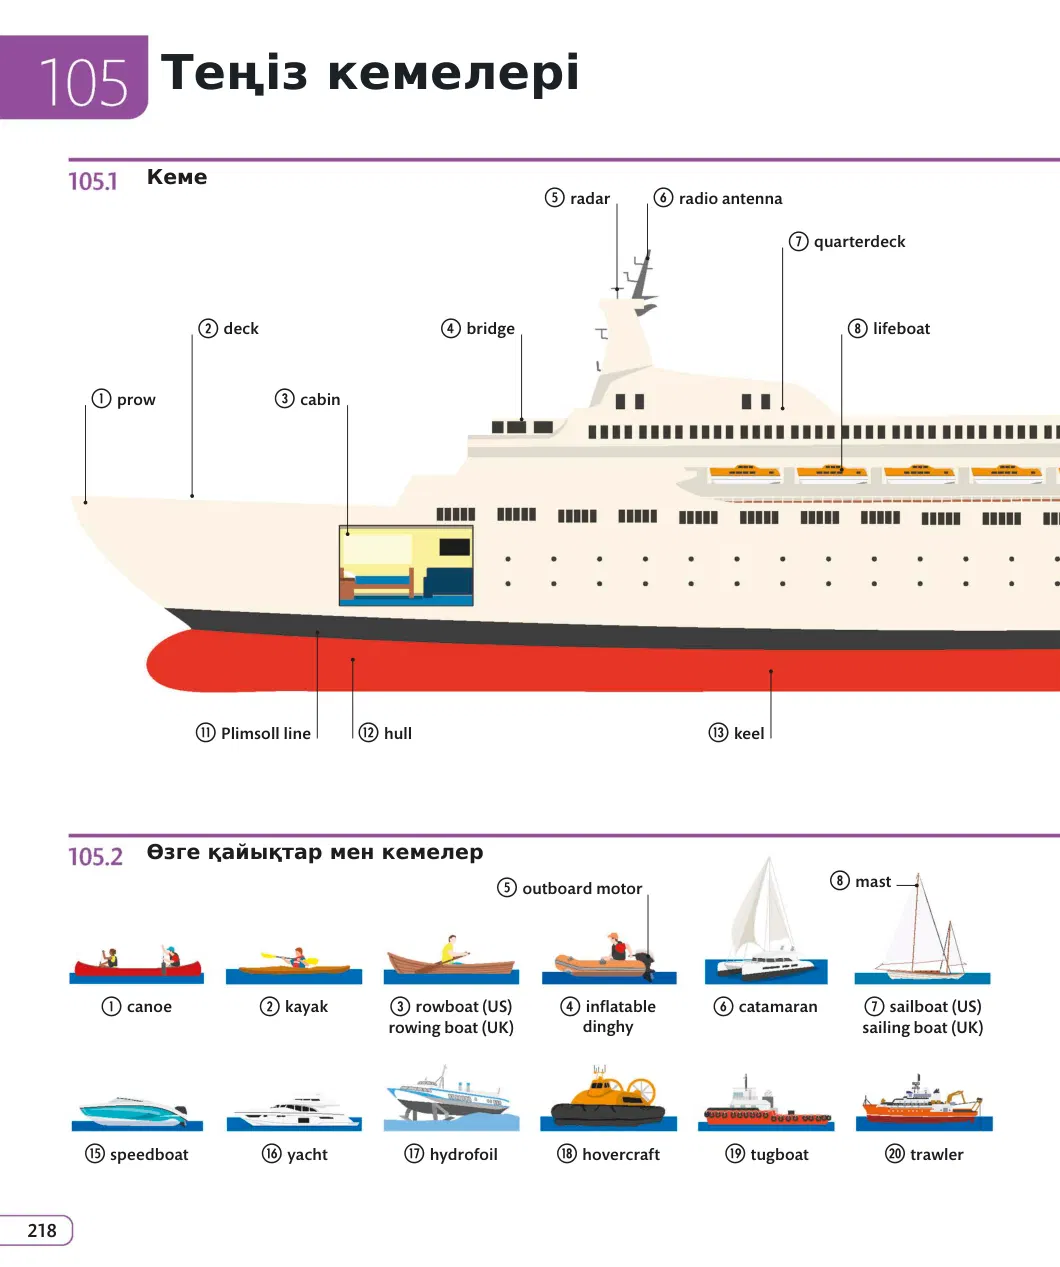 105 Теңіз кемелері
105.1 Кеме
⑤ radar ⑥ radio antenna
⑦ quarterdeck
② deck ④ bridge ⑧ lifeboat
① prow ③ cabin
⑪ Plimsoll line ⑫ hull ⑬ keel
105.2 Өзге қайықтар мен кемелер
⑤ outboard motor ⑧ mast
① canoe ② kayak ③ rowboat (US) ④ inflatable ⑥ catamaran ⑦ sailboat (US)
rowing boat (UK) dinghy sailing boat (UK)
⑮ speedboat ⑯ yacht ⑰ hydrofoil ⑱ hovercraft ⑲ tugboat ⑳ trawler
218